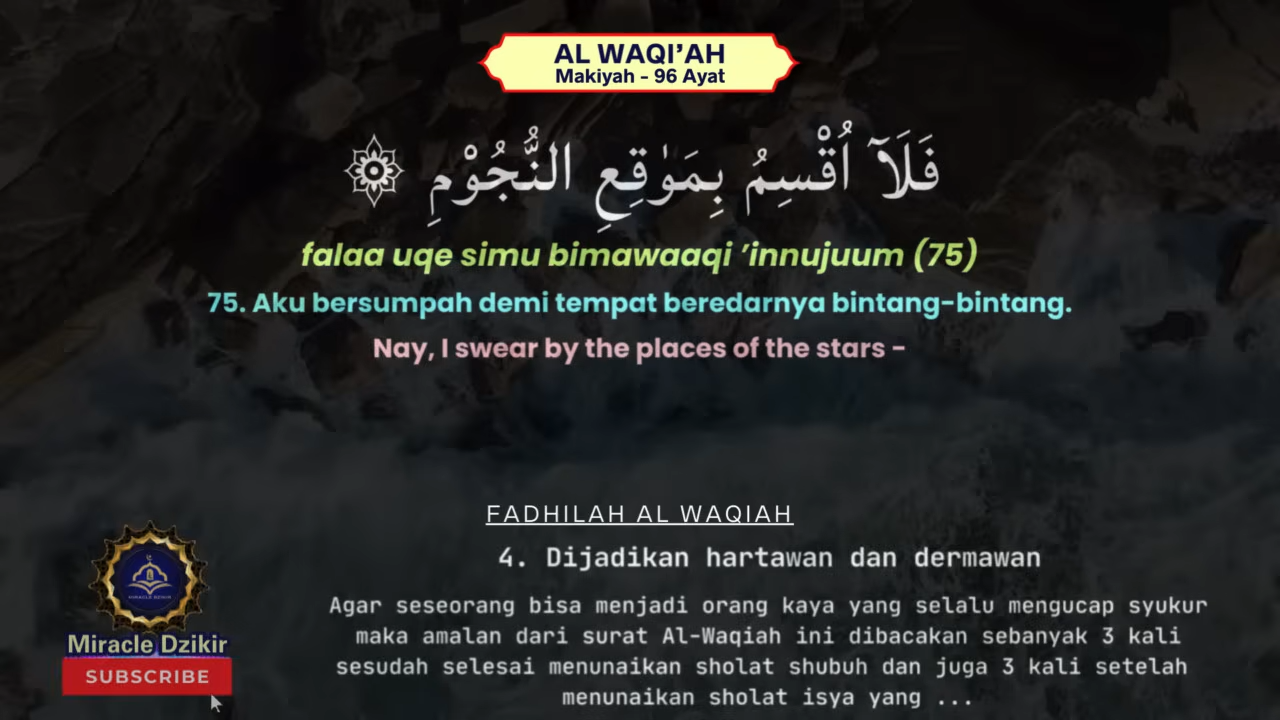 AL WAQI’AH
Makiyah - 96 Ayat
فَلَآ اُقْسِمُ بِمَوٰقِعِ النُّجُوْمِ
falaa uqe simu bimawaaqi ’innujuum (75)
75. Aku bersumpah demi tempat beredarnya bintang-bintang.
Nay, I swear by the places of the stars -
FADHILAH AL WAQIAH
4. Dijadikan hartawan dan dermawan
Agar seseorang bisa menjadi orang kaya yang selalu mengucap syukur
maka amalan dari surat Al-Waqiah ini dibacakan sebanyak 3 kali
sesudah selesai menunaikan sholat shubuh dan juga 3 kali setelah
menunaikan sholat isya yang ...
MIRACLE DZIKIR
Miracle Dzikir
SUBSCRIBE